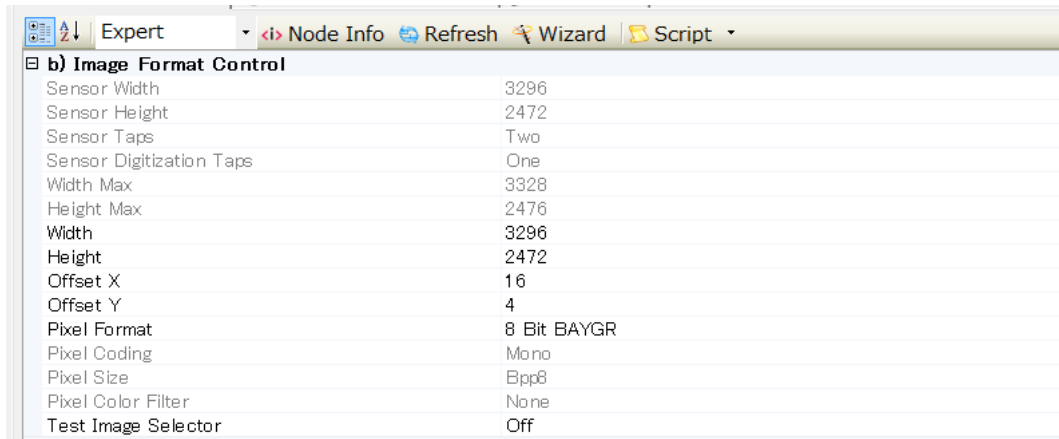 Expert <i> Node Info Refresh Wizard Script
b) Image Format Control
Sensor Width 3296
Sensor Height 2472
Sensor Taps Two
Sensor Digitization Taps One
Width Max 3328
Height Max 2476
Width 3296
Height 2472
Offset X 16
Offset Y 4
Pixel Format 8 Bit BAYGR
Pixel Coding Mono
Pixel Size Bpp8
Pixel Color Filter None
Test Image Selector Off